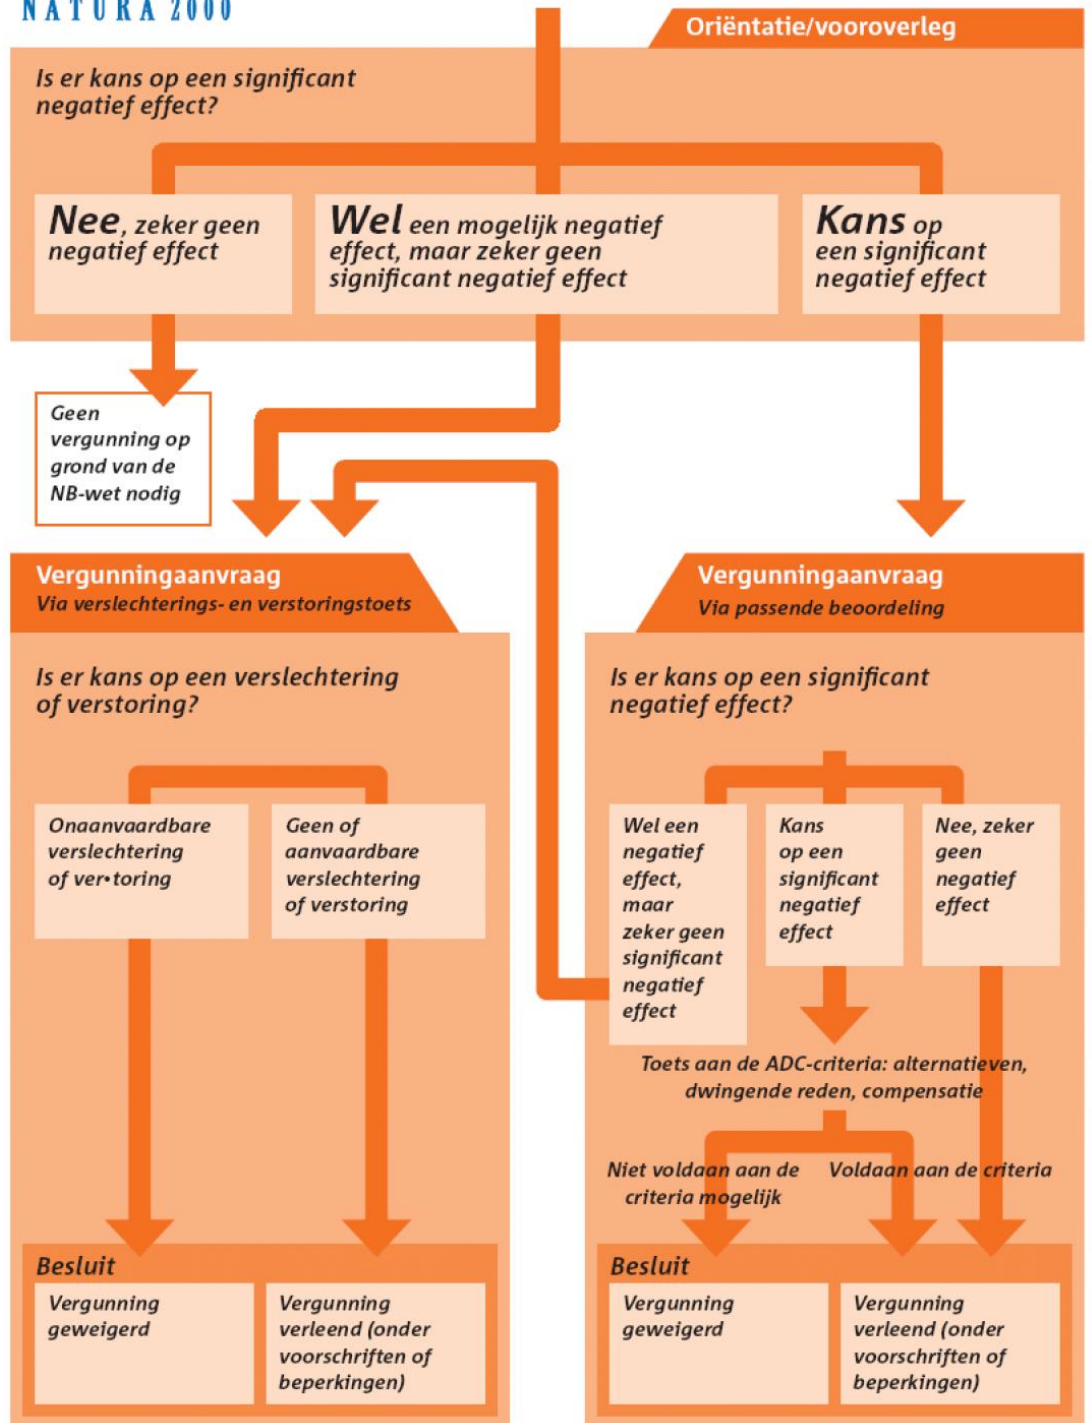 NATURA 2000
Oriëntatie/vooroverleg
Is er kans op een significant
negatief effect?
Nee, zeker geen
negatief effect
Wel een mogelijk negatief
effect, maar zeker geen
significant negatief effect
Kans op
een significant
negatief effect
Geen
vergunning op
grond van de
NB-wet nodig
Vergunningaanvraag
Via verslechterings- en verstoringstoets
Is er kans op een verslechtering
of verstoring?
Onaanvaardbare
verslechtering
of ver•toring
Geen of
aanvaardbare
verslechtering
of verstoring
Besluit
Vergunning
geweigerd
Vergunning
verleend (onder
voorschriften of
beperkingen)
Vergunningaanvraag
Via passende beoordeling
Is er kans op een significant
negatief effect?
Wel een
negatief
effect,
maar
zeker geen
significant
negatief
effect
Kans
op een
significant
negatief
effect
Nee, zeker
geen
negatief
effect
Toets aan de ADC-criteria: alternatieven,
dwingende reden, compensatie
Niet voldaan aan de
criteria mogelijk
Voldaan aan de criteria
Besluit
Vergunning
geweigerd
Vergunning
verleend (onder
voorschriften of
beperkingen)